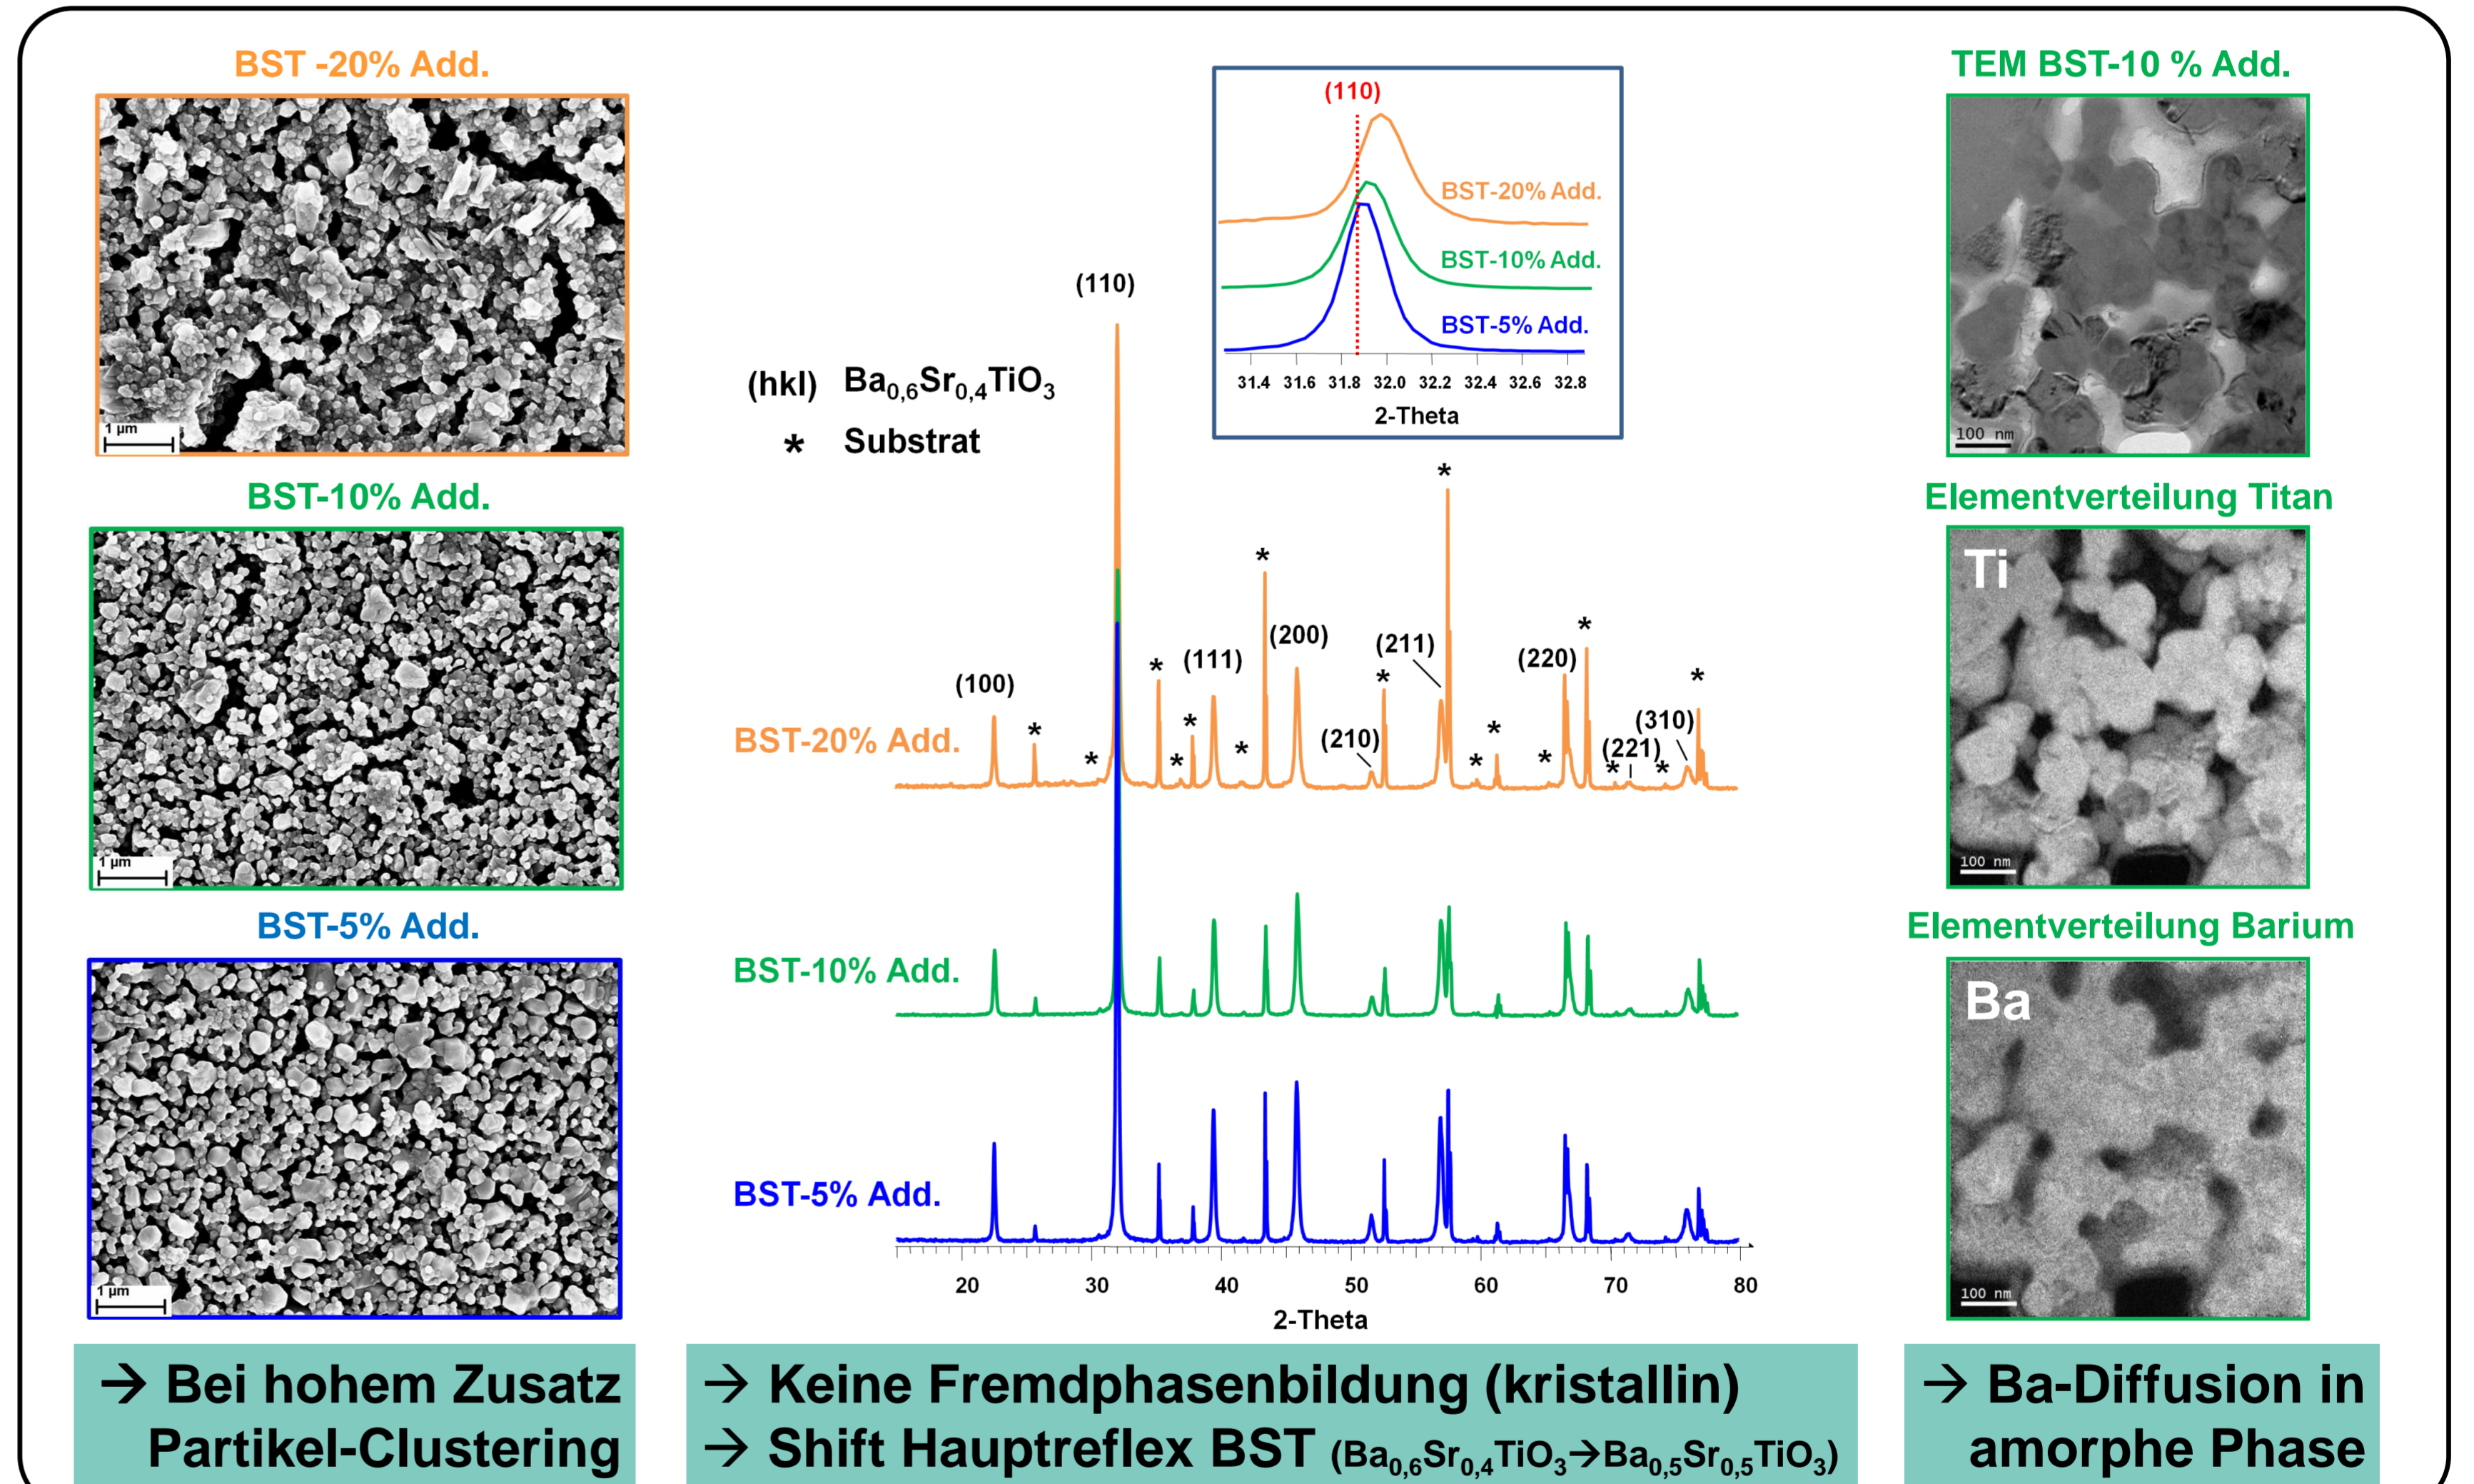 BST -20% Add.
1 µm
BST-10% Add.
1 µm
BST-5% Add.
1 µm
(110)
BST-20% Add.
BST-10% Add.
BST-5% Add.
31.4 31.6 31.8 32.0 32.2 32.4 32.6 32.8
2-Theta
(110)
(hkl) Ba0,6Sr0,4TiO3
* Substrat
(100)
*
*
*
*
*
(111)
*
*
(200)
(210)
*
(211)
*
*
*
*
(220)
*
*
(221)
*
(310)
*
BST-20% Add.
BST-10% Add.
BST-5% Add.
20 30 40 50 60 70 80
2-Theta
TEM BST-10 % Add.
100 nm
Elementverteilung Titan
Ti
100 nm
Elementverteilung Barium
Ba
100 nm
→ Bei hohem Zusatz
Partikel-Clustering
→ Keine Fremdphasenbildung (kristallin)
→ Shift Hauptreflex BST (Ba0,6Sr0,4TiO3→Ba0,5Sr0,5TiO3)
→ Ba-Diffusion in
amorphe Phase